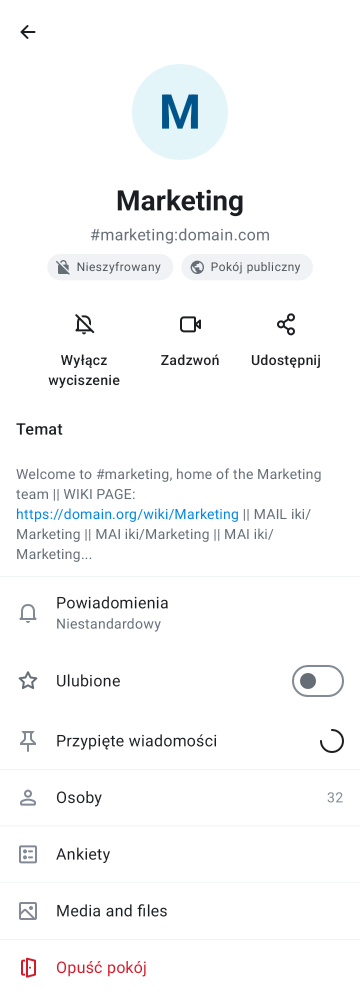 M
Marketing
#marketing:domain.com
Nieszyfrowany
Pokój publiczny
Wyłącz
wyciszenie
Zadzwoń
Udostępnij
Temat
Welcome to #marketing, home of the Marketing
team || WIKI PAGE:
https://domain.org/wiki/Marketing || MAIL iki/
Marketing || MAI iki/Marketing || MAI iki/
Marketing...
Powiadomienia
Niestandardowy
Ulubione
Przypięte wiadomości
Osoby 32
Ankiety
Media and files
Opuść pokój